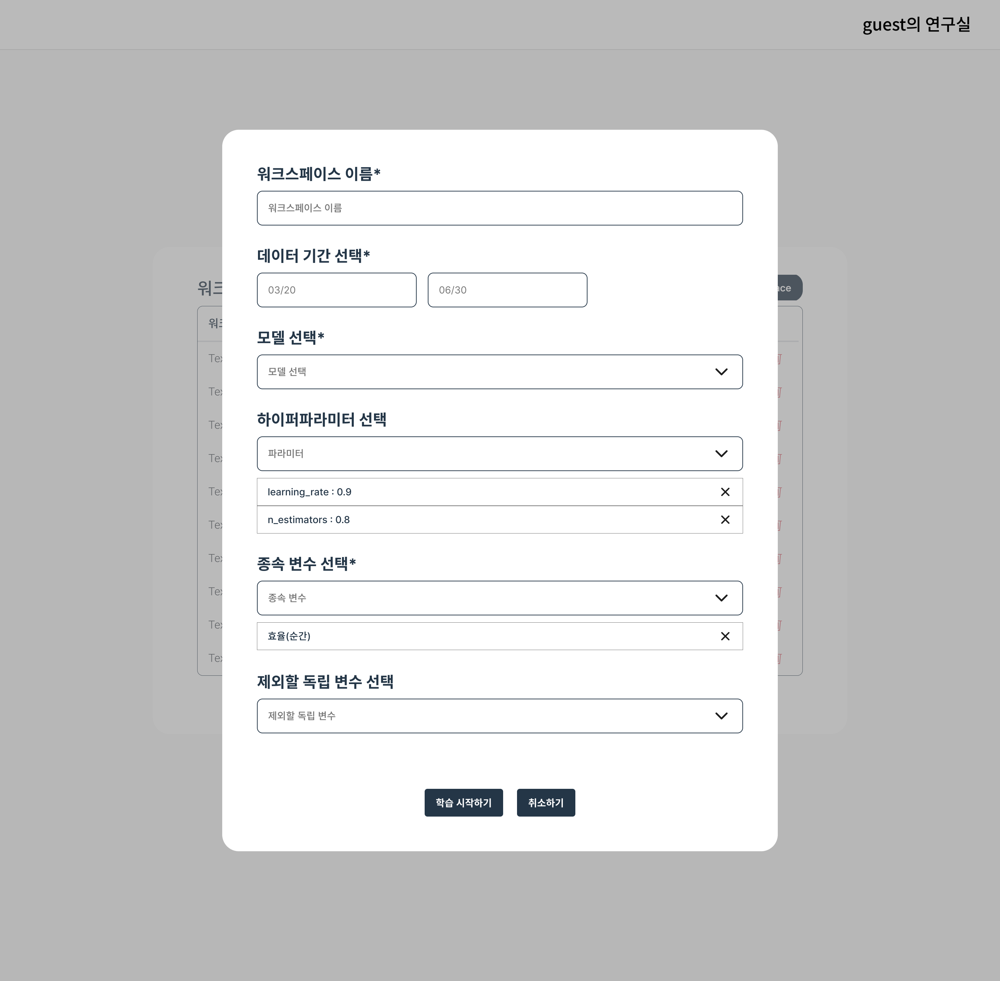 guest의 연구실
워크스페이스 이름*
워크스페이스 이름
데이터 기간 선택*
03/20
06/30
모델 선택*
모델 선택
하이퍼파라미터 선택
파라미터
learning_rate : 0.9
n_estimators : 0.8
종속 변수 선택*
종속 변수
효율(순간)
제외할 독립 변수 선택
제외할 독립 변수
학습 시작하기
취소하기